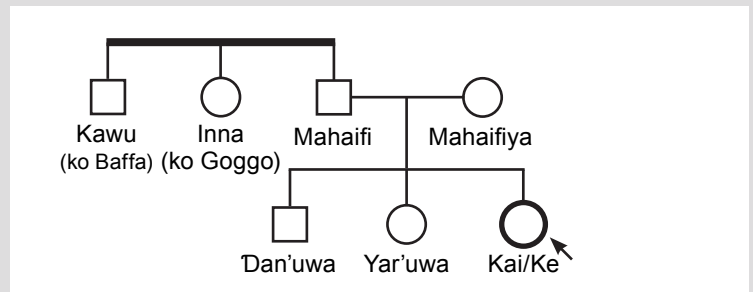 Kawu
(ko Baffa)
Inna
(ko Goggo)
Mahaifi
Mahaifiya
Ɗan'uwa
Yar'uwa
Kai/Ke